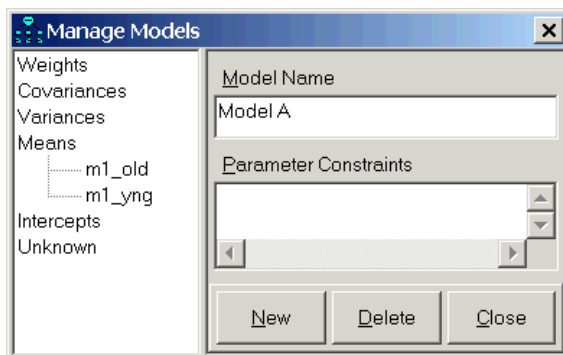 Manage Models
Weights
Covariances
Variances
Means
m1_old
m1_yng
Intercepts
Unknown
Model Name
Model A
Parameter Constraints
New
Delete
Close